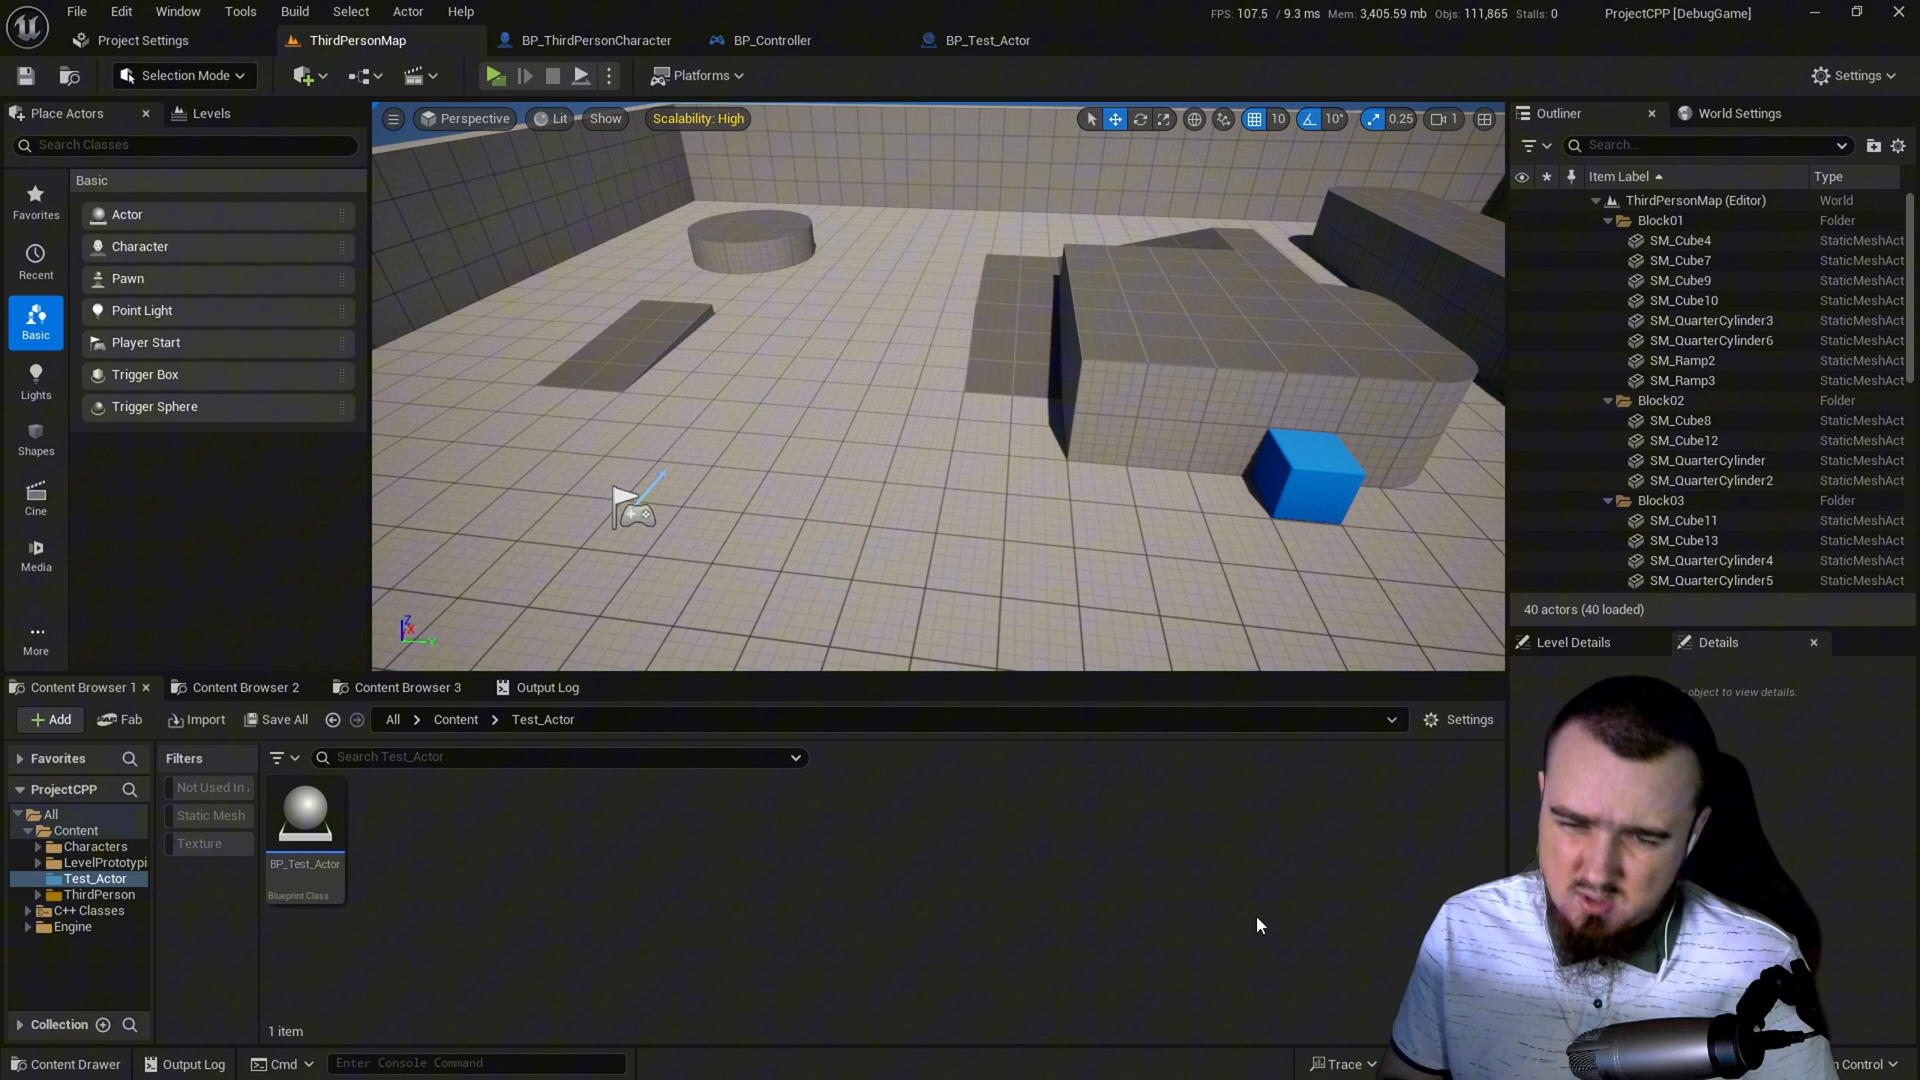 File Edit Window Tools Build Select Actor Help
FPS: 107.5 / 9.3 ms Mem: 3,405.59 mb Objs: 111,865 Stalls: 0
ProjectCPP [DebugGame]
Project Settings
ThirdPersonMap
BP_ThirdPersonCharacter
BP_Controller
BP_Test_Actor
Selection Mode
Platforms
Settings
Place Actors
Levels
Search Classes
Favorites
Recent
Basic
Lights
Shapes
Cine
Media
More
Basic
Actor
Character
Pawn
Point Light
Player Start
Trigger Box
Trigger Sphere
Perspective
Lit
Show
Scalability: High
10
10°
0.25
1
Z
X
Y
Outliner
World Settings
Search...
Item Label
Type
ThirdPersonMap (Editor) World
Block01 Folder
SM_Cube4 StaticMeshAct
SM_Cube7 StaticMeshAct
SM_Cube9 StaticMeshAct
SM_Cube10 StaticMeshAct
SM_QuarterCylinder3 StaticMeshAct
SM_QuarterCylinder6 StaticMeshAct
SM_Ramp2 StaticMeshAct
SM_Ramp3 StaticMeshAct
Block02 Folder
SM_Cube8 StaticMeshAct
SM_Cube12 StaticMeshAct
SM_QuarterCylinder StaticMeshAct
SM_QuarterCylinder2 StaticMeshAct
Block03 Folder
SM_Cube11 StaticMeshAct
SM_Cube13 StaticMeshAct
SM_QuarterCylinder4 StaticMeshAct
SM_QuarterCylinder5 StaticMeshAct
40 actors (40 loaded)
Level Details
Details
object to view details.
Content Browser 1
Content Browser 2
Content Browser 3
Output Log
Add
Fab
Import
Save All
All > Content > Test_Actor
Settings
Favorites
ProjectCPP
All
Content
Characters
LevelPrototypi
Test_Actor
ThirdPerson
C++ Classes
Engine
Collection
Filters
Not Used In
Static Mesh
Texture
Search Test_Actor
BP_Test_Actor
Blueprint Class
1 item
Content Drawer
Output Log
Cmd
Enter Console Command
Trace
Control